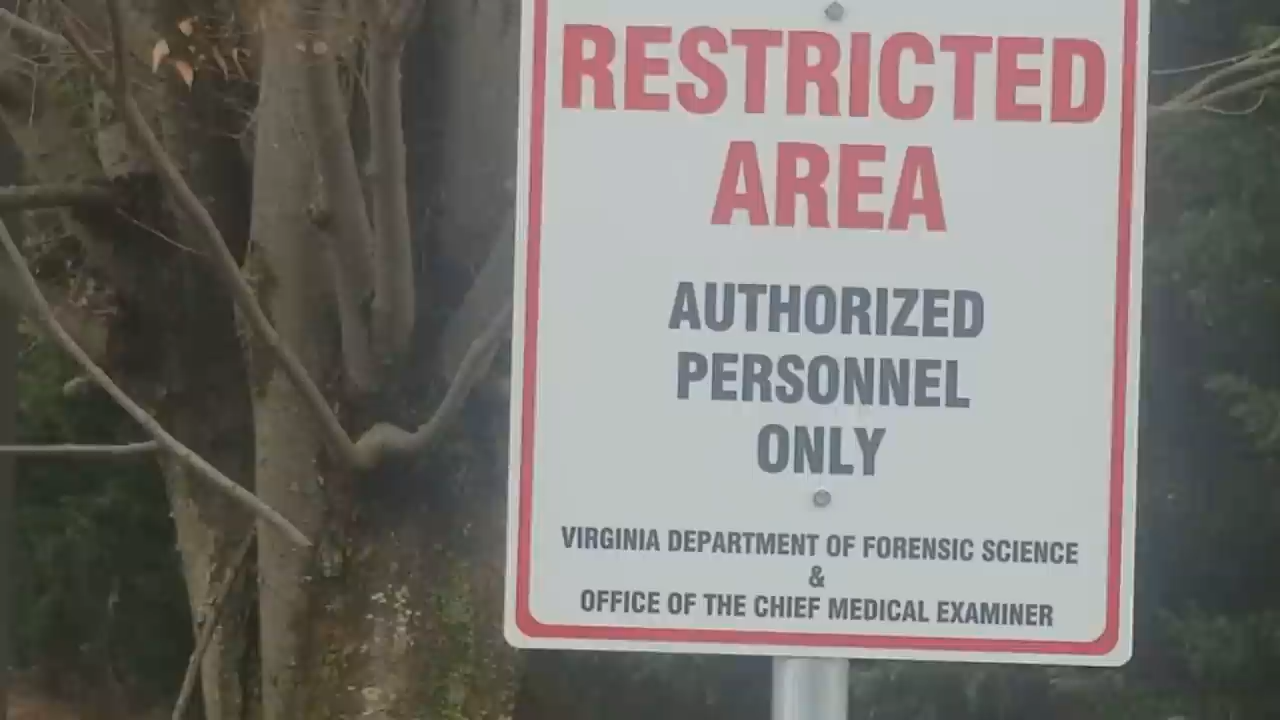 RESTRICTED
AREA
AUTHORIZED
PERSONNEL
ONLY
VIRGINIA DEPARTMENT OF FORENSIC SCIENCE
&
OFFICE OF THE CHIEF MEDICAL EXAMINER